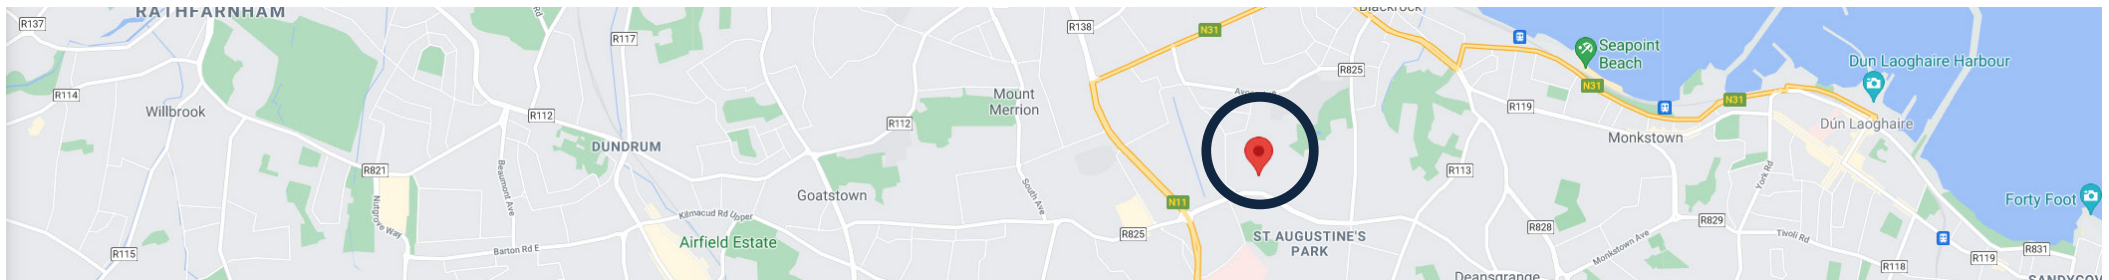 RATHFARNHAM
R137
R114
Willbrook
R115
R821
Nutgrove Way
Beaumont Ave
Barton Rd E
R112
R117
DUNDRUM
Kilmacud Rd Upper
Airfield Estate
Goatstown
R112
Mount
Merrion
South Ave
R138
N31
R825
N11
Blackrock
R825
ST AUGUSTINE'S
PARK
R113
Deansgrange
R119
Seapoint
Beach
N31
Monkstown
N31
R828
Monkstown Ave
R829
York Rd
Tivoli Rd
Dun Laoghaire Harbour
Dún Laoghaire
R118
R119
R831
Forty Foot